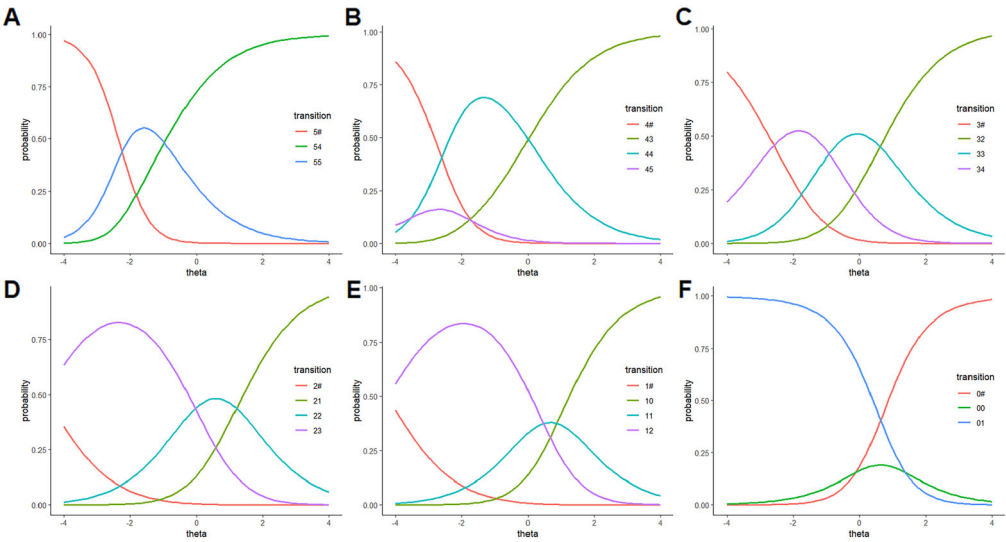 A
1.00
0.75
0.50
0.25
0.00
probability
-4 -2 0 2 4
theta
transition
5#
54
55
B
1.00
0.75
0.50
0.25
0.00
probability
-4 -2 0 2 4
theta
transition
4#
43
44
45
C
1.00
0.75
0.50
0.25
0.00
probability
-4 -2 0 2 4
theta
transition
3#
32
33
34
D
0.75
0.50
0.25
0.00
probability
-4 -2 0 2 4
theta
transition
2#
21
22
23
E
1.00
0.75
0.50
0.25
0.00
probability
-4 -2 0 2 4
theta
transition
1#
10
11
12
F
1.00
0.75
0.50
0.25
0.00
probability
-4 -2 0 2 4
theta
transition
0#
00
01